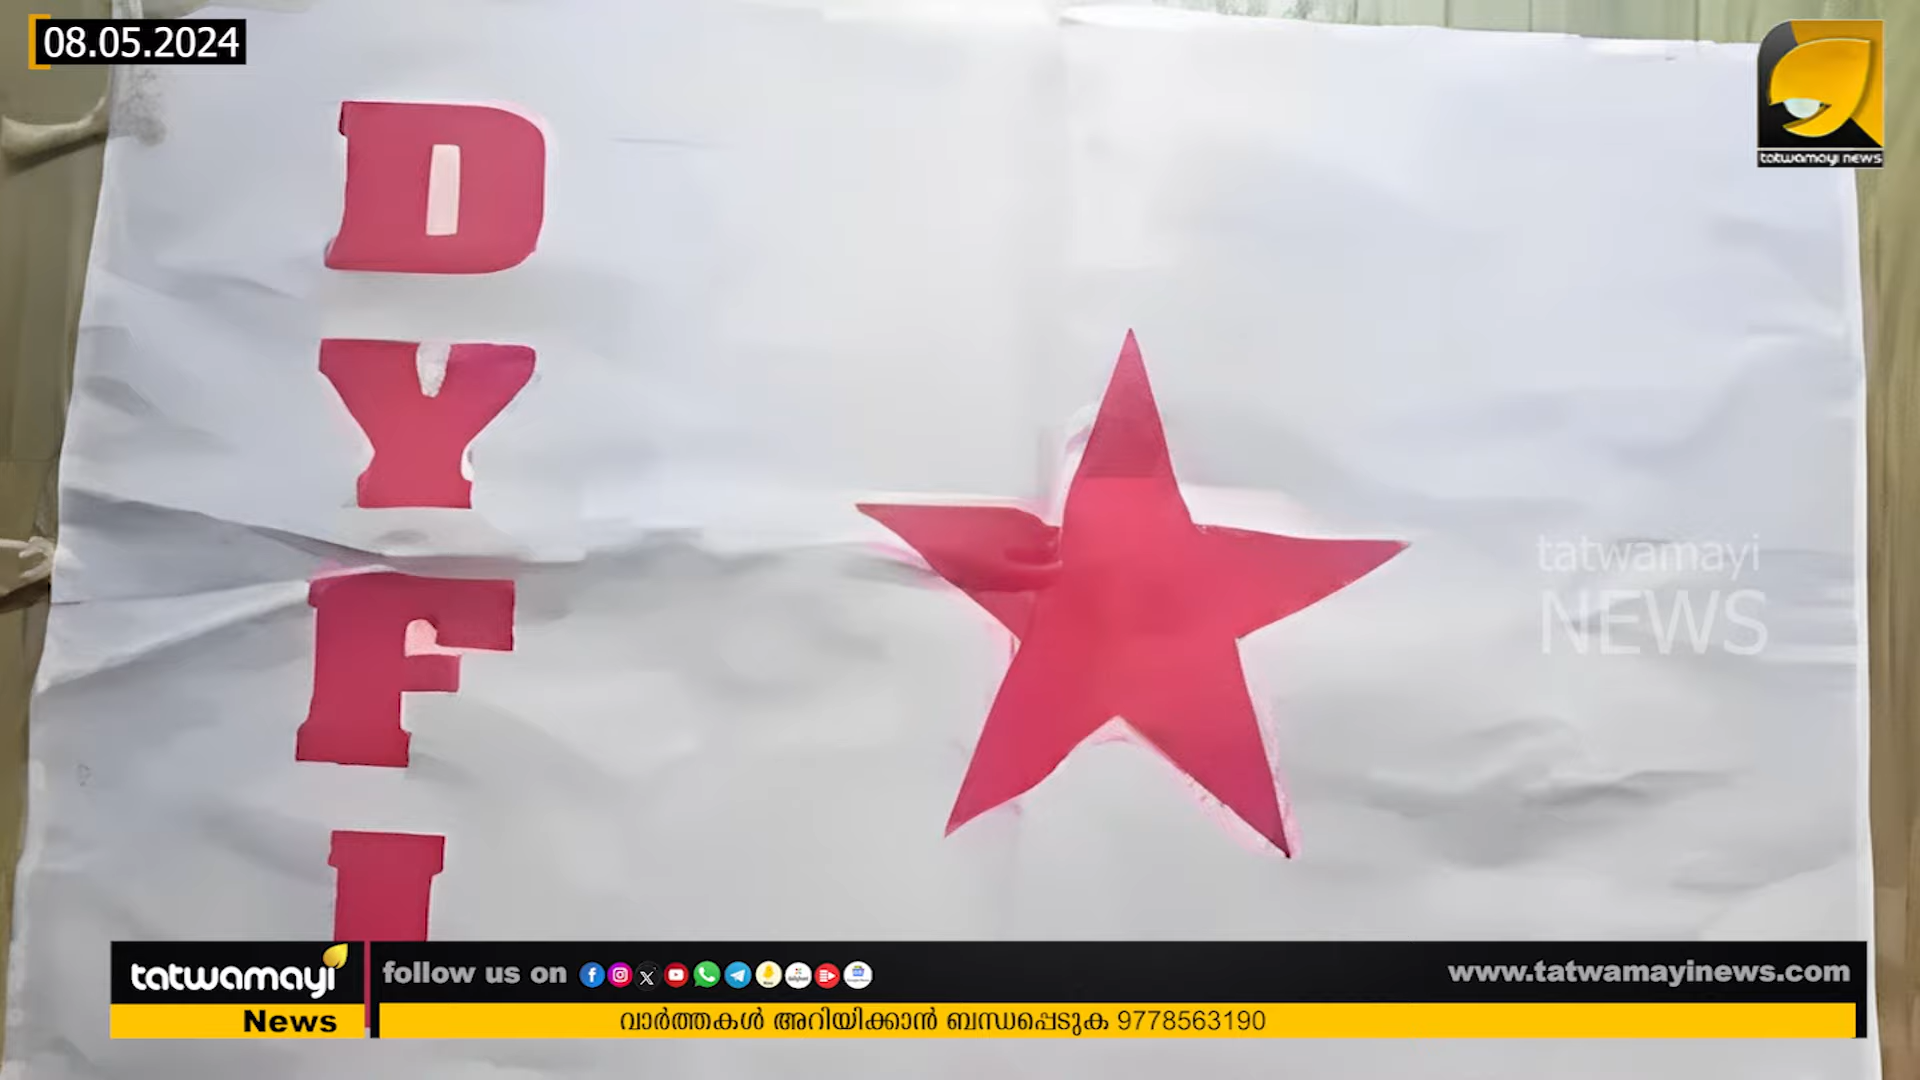 08.05.2024
tatwamayi news
D
Y
F
I
tatwamayi
NEWS
tatwamayi
News
follow us on
www.tatwamayinews.com
വാർത്തകൾ അറിയിക്കാൻ ബന്ധപ്പെടുക 9778563190